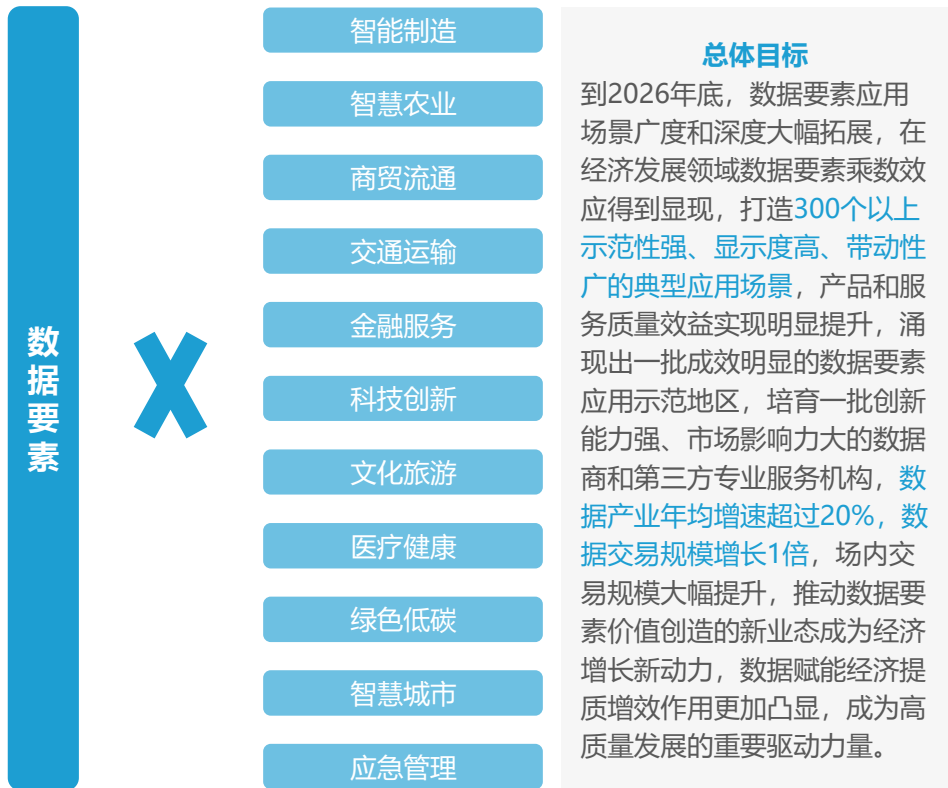 数据要素
X
智能制造
智慧农业
商贸流通
交通运输
金融服务
科技创新
文化旅游
医疗健康
绿色低碳
智慧城市
应急管理
总体目标
到2026年底，数据要素应用
场景广度和深度大幅拓展，在
经济发展领域数据要素乘数效
应得到显现，打造300个以上
示范性强、显示度高、带动性
广的典型应用场景，产品和服
务质量效益实现明显提升，涌
现出一批成效明显的数据要素
应用示范地区，培育一批创新
能力强、市场影响力大的数据
商和第三方专业服务机构，数
据产业年均增速超过20%，数
据交易规模增长1倍，场内交
易规模大幅提升，推动数据要
素价值创造的新业态成为经济
增长新动力，数据赋能经济提
质增效作用更加凸显，成为高
质量发展的重要驱动力量。